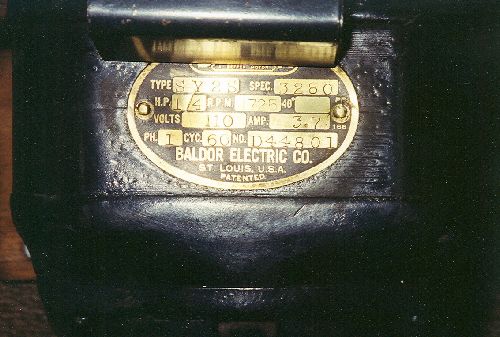 TYPE SY2S SPEC. 3260
H.P. 1/4 R.P.M. 1725 40°
VOLTS 110 AMP. 3.7
PH. 1 CYC. 60 NO. D44801
BALDOR ELECTRIC CO.
ST. LOUIS, U.S.A.
PATENTED